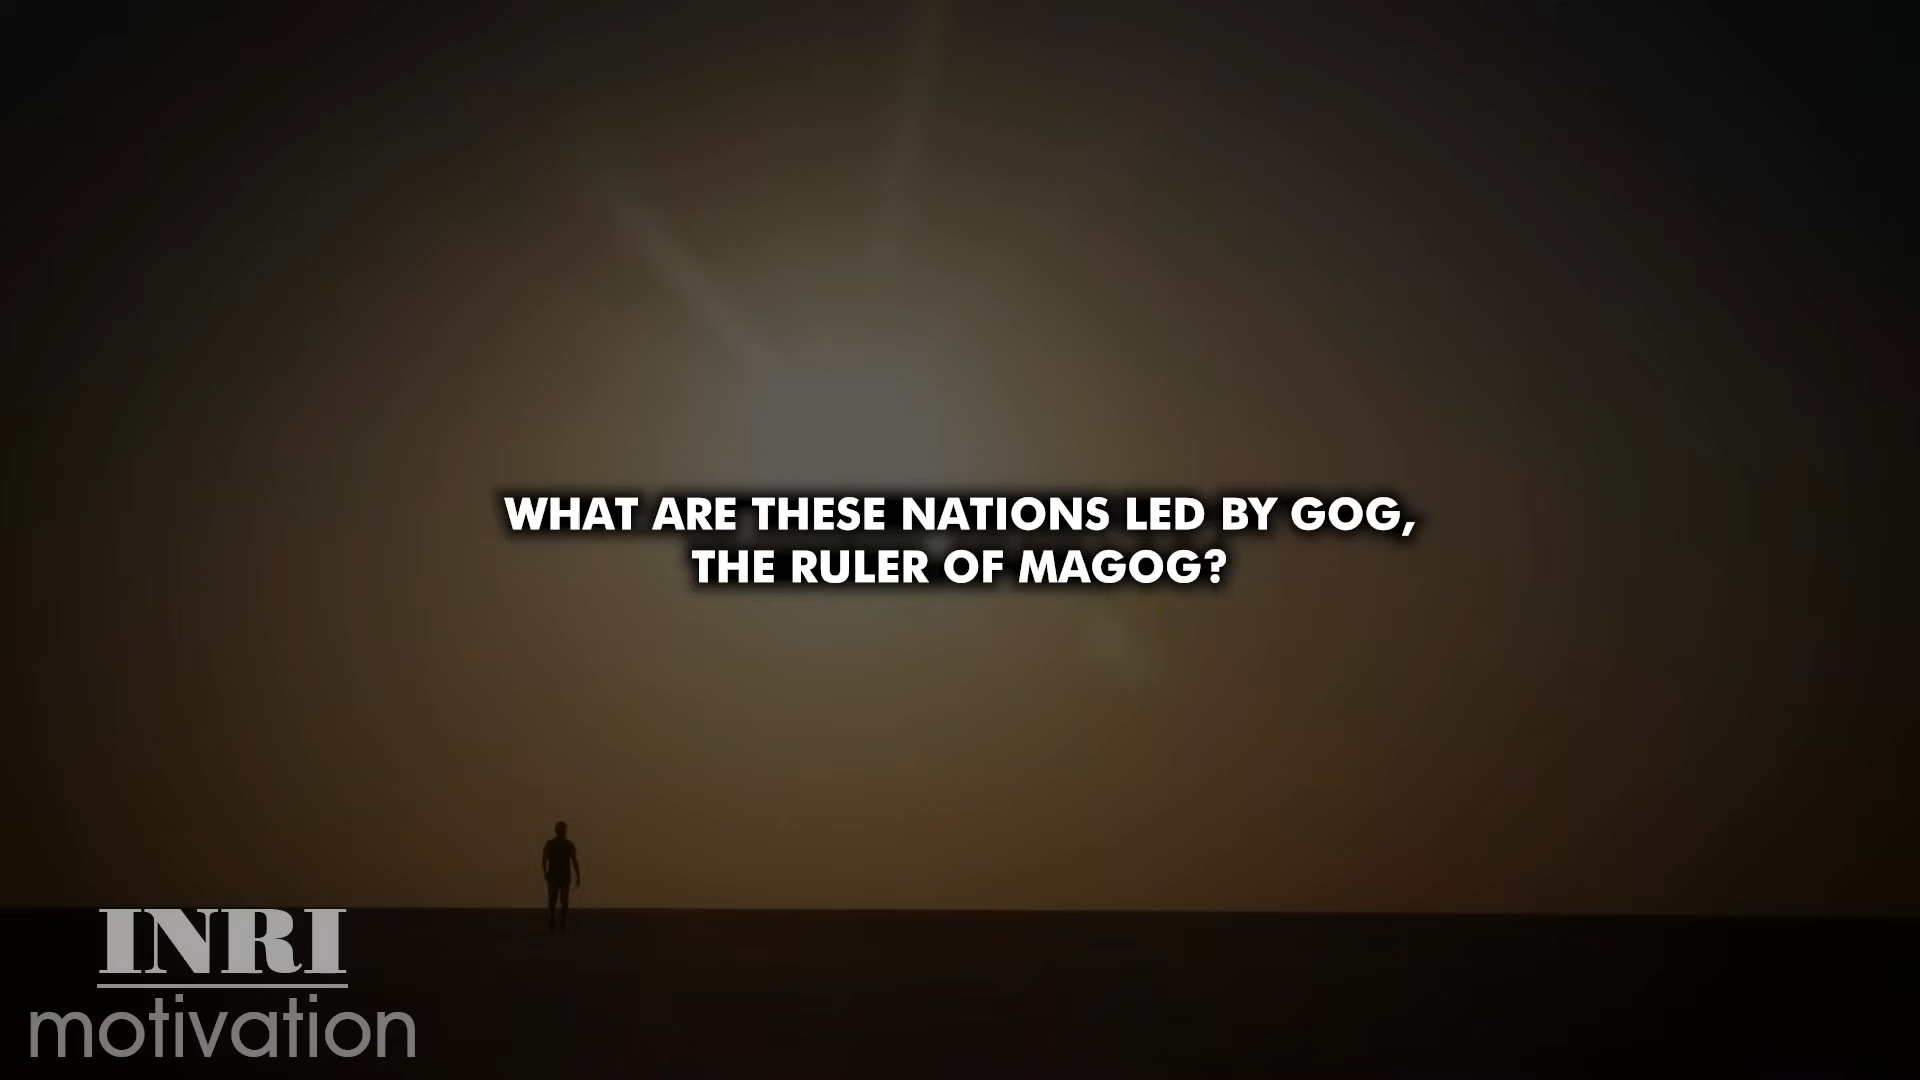 WHAT ARE THESE NATIONS LED BY GOG,
THE RULER OF MAGOG?
INRI
motivation